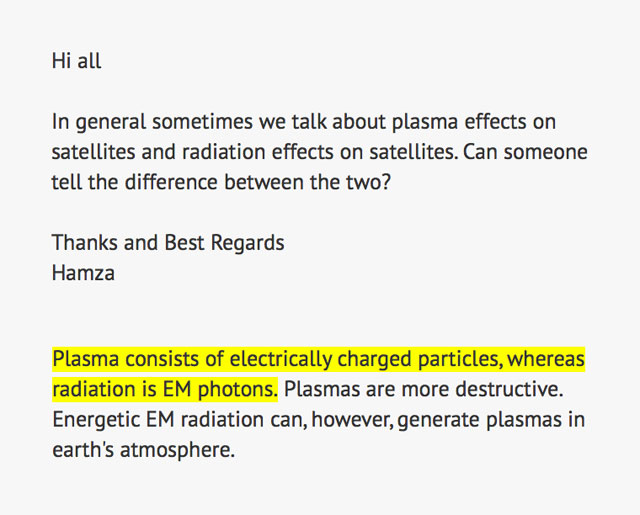 Hi all
In general sometimes we talk about plasma effects on
satellites and radiation effects on satellites. Can someone
tell the difference between the two?
Thanks and Best Regards
Hamza
Plasma consists of electrically charged particles, whereas
radiation is EM photons. Plasmas are more destructive.
Energetic EM radiation can, however, generate plasmas in
earth's atmosphere.